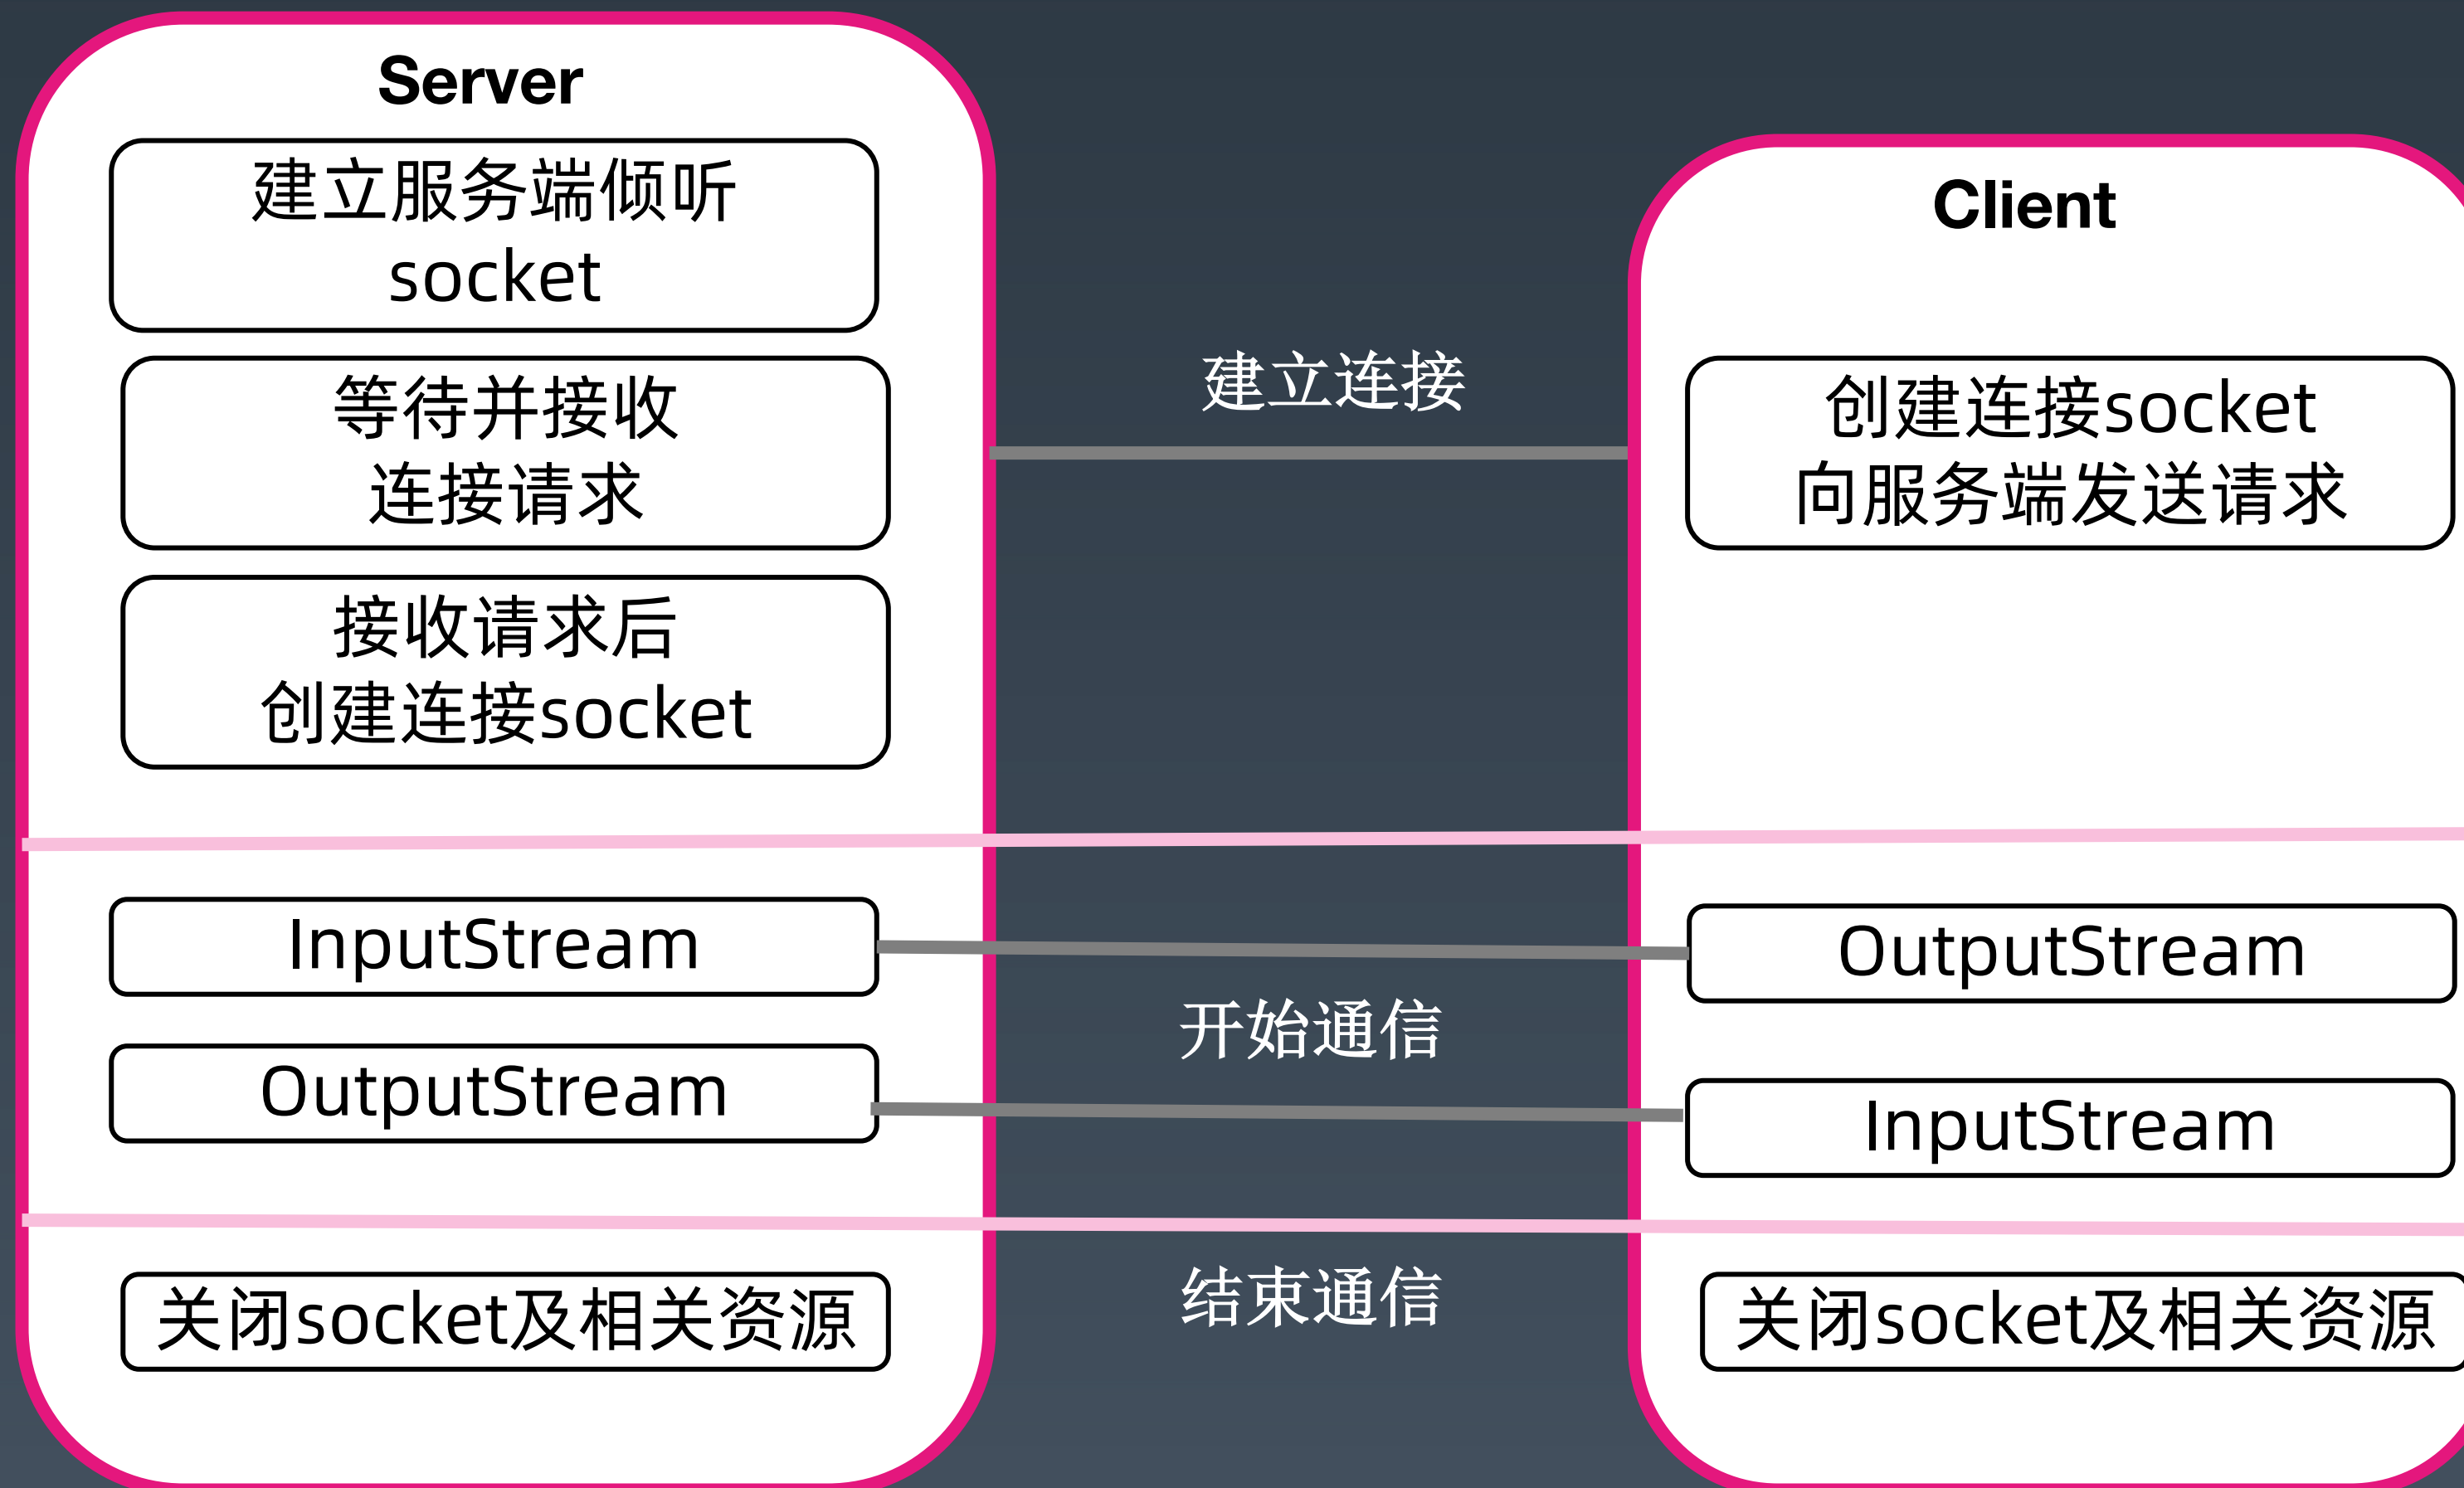 Server
建立服务端倾听
socket
等待并接收
连接请求
接收请求后
创建连接socket
InputStream
OutputStream
关闭socket及相关资源
建立连接
开始通信
结束通信
Client
创建连接socket
向服务端发送请求
OutputStream
InputStream
关闭socket及相关资源